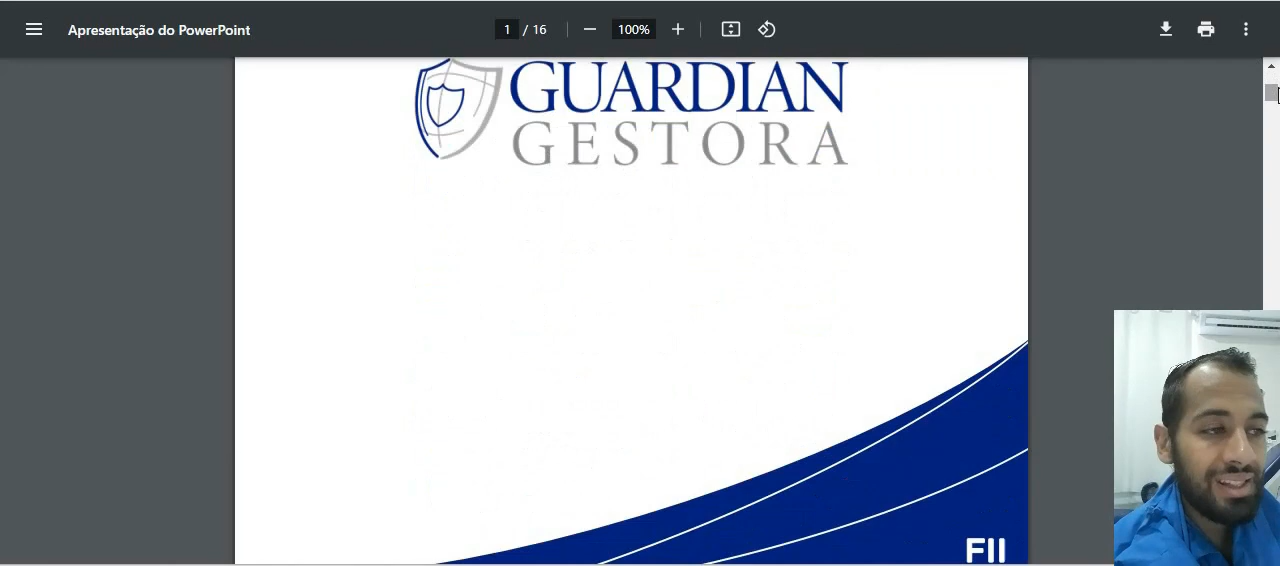 Apresentação do PowerPoint
1 / 16
100%
GUARDIAN
GESTORA
FII